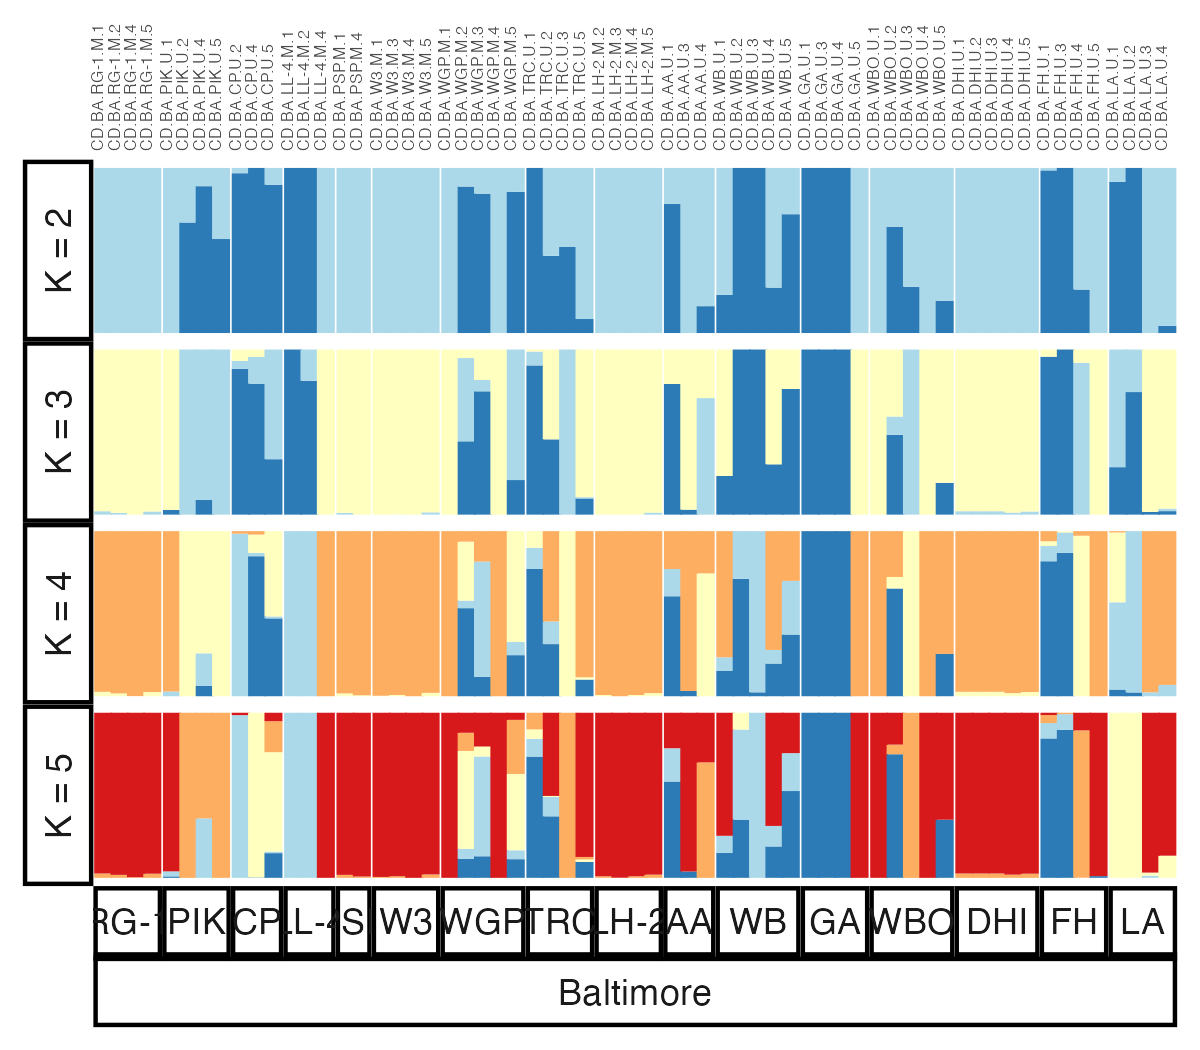 CD.BA.RG-1.M.1
CD.BA.RG-1.M.2
CD.BA.RG-1.M.4
CD.BA.RG-1.M.5
CD.BA.PIK.U.1
CD.BA.PIK.U.2
CD.BA.PIK.U.4
CD.BA.PIK.U.5
CD.BA.CP.U.2
CD.BA.CP.U.4
CD.BA.CP.U.5
CD.BA.LL-4.M.1
CD.BA.LL-4.M.2
CD.BA.LL-4.M.4
CD.BA.PSP.M.1
CD.BA.PSP.M.4
CD.BA.W3.M.1
CD.BA.W3.M.3
CD.BA.W3.M.4
CD.BA.W3.M.5
CD.BA.WGP.M.1
CD.BA.WGP.M.2
CD.BA.WGP.M.3
CD.BA.WGP.M.4
CD.BA.WGP.M.5
CD.BA.TRC.U.1
CD.BA.TRC.U.2
CD.BA.TRC.U.3
CD.BA.TRC.U.5
CD.BA.LH-2.M.2
CD.BA.LH-2.M.3
CD.BA.LH-2.M.4
CD.BA.LH-2.M.5
CD.BA.AA.U.1
CD.BA.AA.U.3
CD.BA.AA.U.4
CD.BA.WB.U.1
CD.BA.WB.U.2
CD.BA.WB.U.3
CD.BA.WB.U.4
CD.BA.WB.U.5
CD.BA.GA.U.1
CD.BA.GA.U.3
CD.BA.GA.U.4
CD.BA.GA.U.5
CD.BA.WBO.U.1
CD.BA.WBO.U.2
CD.BA.WBO.U.3
CD.BA.WBO.U.4
CD.BA.WBO.U.5
CD.BA.DHI.U.1
CD.BA.DHI.U.2
CD.BA.DHI.U.3
CD.BA.DHI.U.4
CD.BA.DHI.U.5
CD.BA.FH.U.1
CD.BA.FH.U.3
CD.BA.FH.U.4
CD.BA.FH.U.5
CD.BA.LA.U.1
CD.BA.LA.U.2
CD.BA.LA.U.3
CD.BA.LA.U.4
K = 2
K = 3
K = 4
K = 5
RG-1 PIK CP LL-4 S W3 WGP TRC LH-2 AA WB GA WBO DHI FH LA
Baltimore